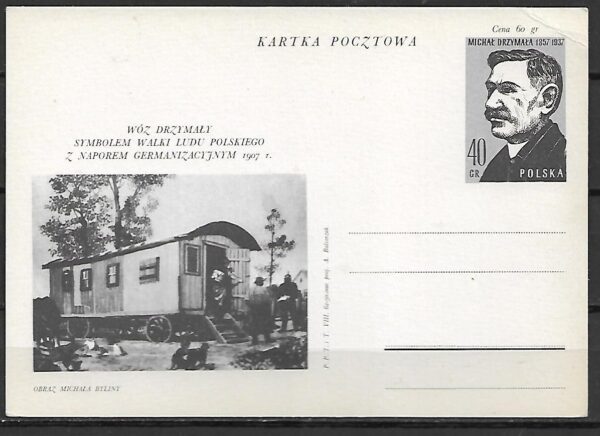 Cena 60 gr
KARTKA POCZTOWA
MICHAŁ DRZYMAŁA 1857-1937
40
GR
POLSKA
WÓZ DRZYMAŁY
SYMBOLEM WALKI LUDU POLSKIEGO
Z NAPOREM GERMANIZACYJNYM 1907 r.
OBRAZ MICHAŁA BYLINY